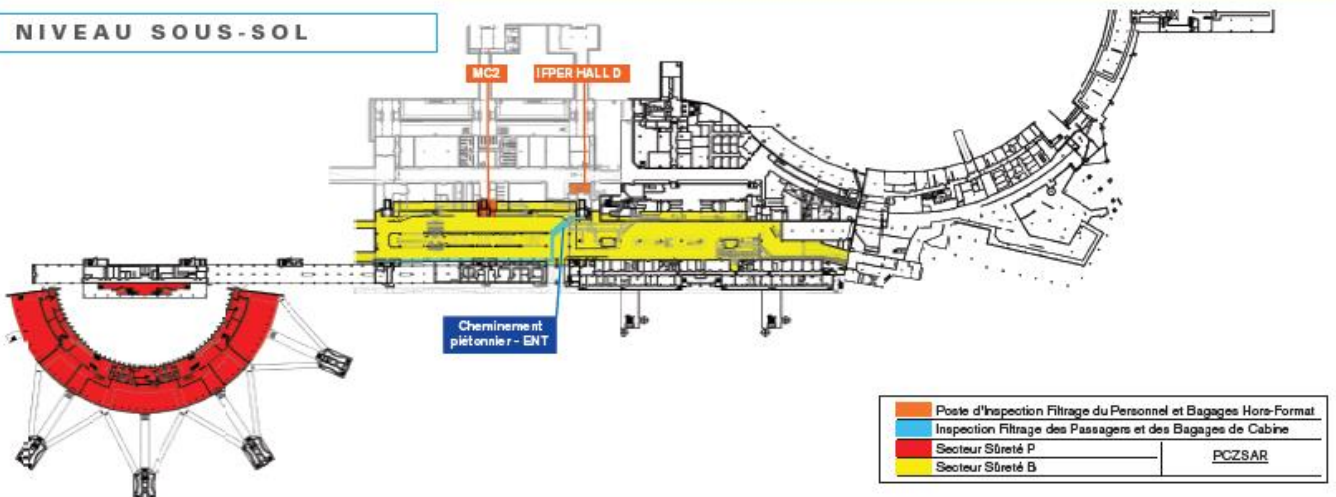 NIVEAU SOUS-SOL
MC2
IFPER HALL D
Cheminement
piétonnier - ENT
Poste d'Inspection Filtrage du Personnel et Bagages Hors-Format
Inspection Filtrage des Passagers et des Bagages de Cabine
Secteur Sûreté P
Secteur Sûreté B
PCZSAR